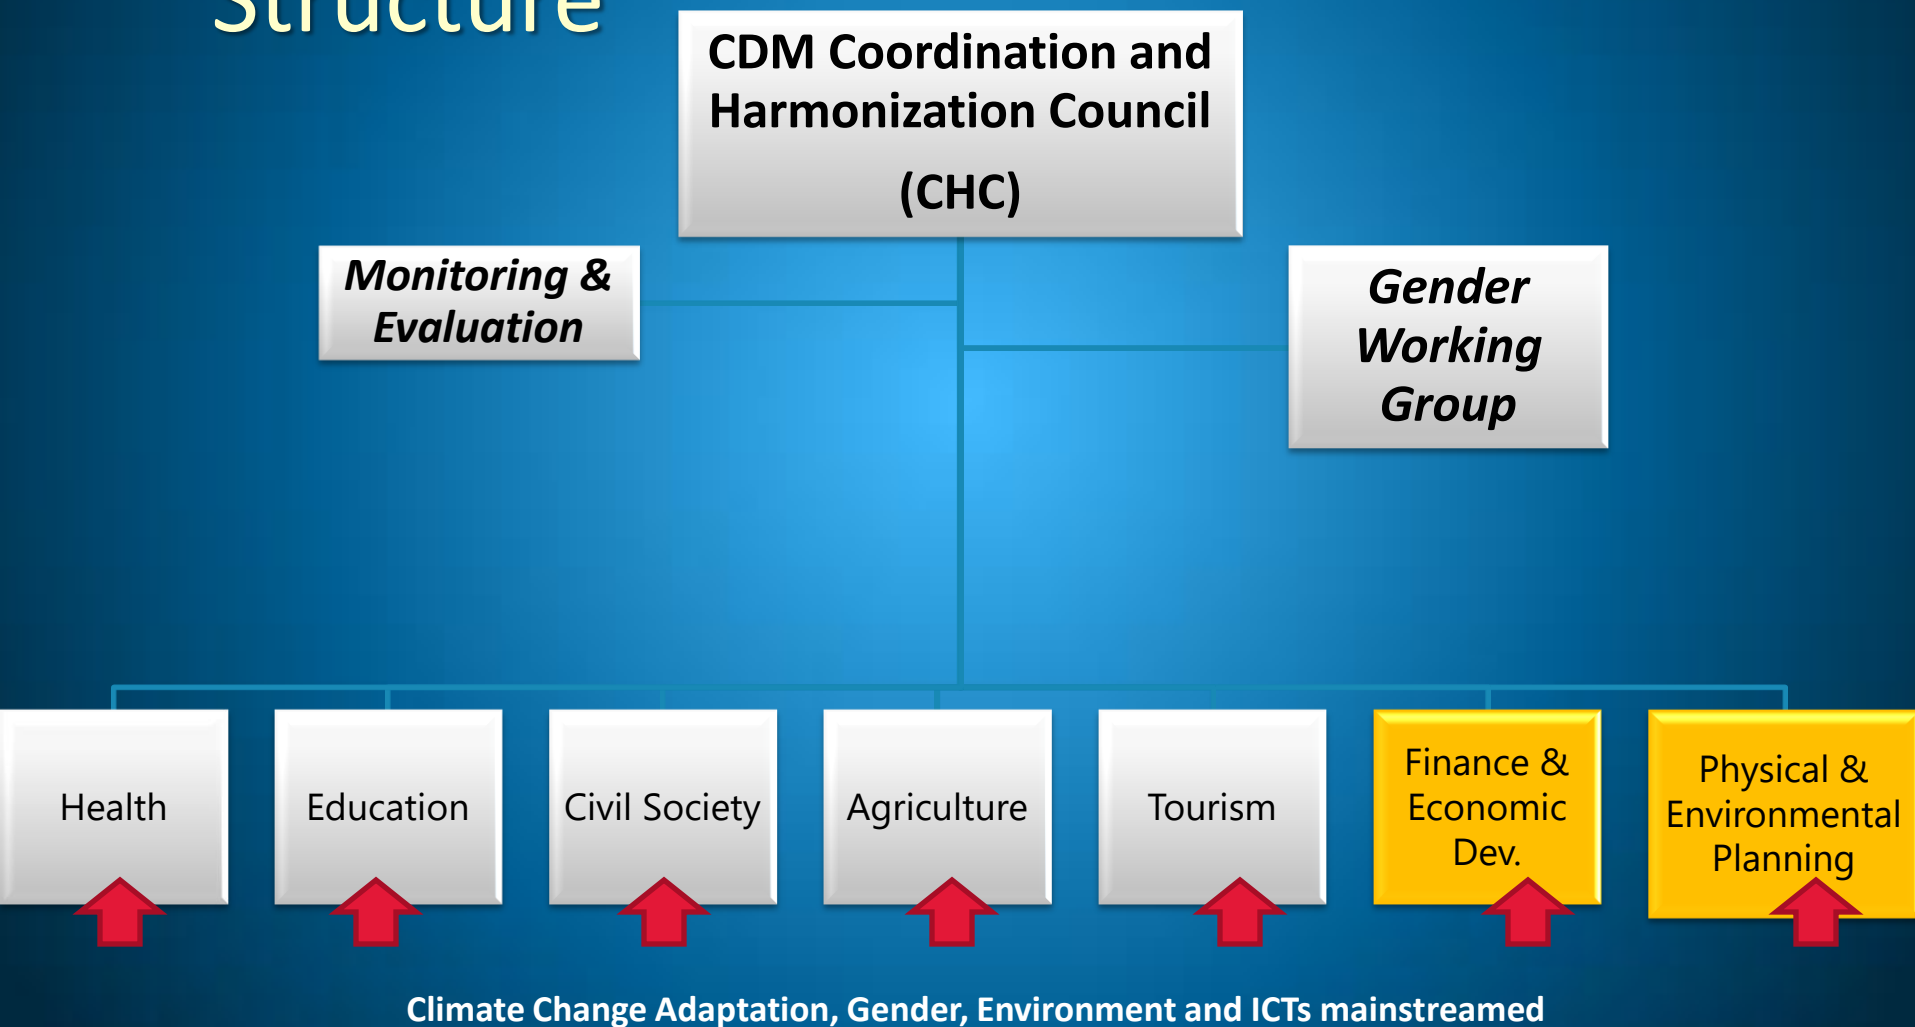 Structure
CDM Coordination and
Harmonization Council
(CHC)
Monitoring &
Evaluation
Gender
Working
Group
Health
Education
Civil Society
Agriculture
Tourism
Finance &
Economic
Dev.
Physical &
Environmental
Planning
Climate Change Adaptation, Gender, Environment and ICTs mainstreamed